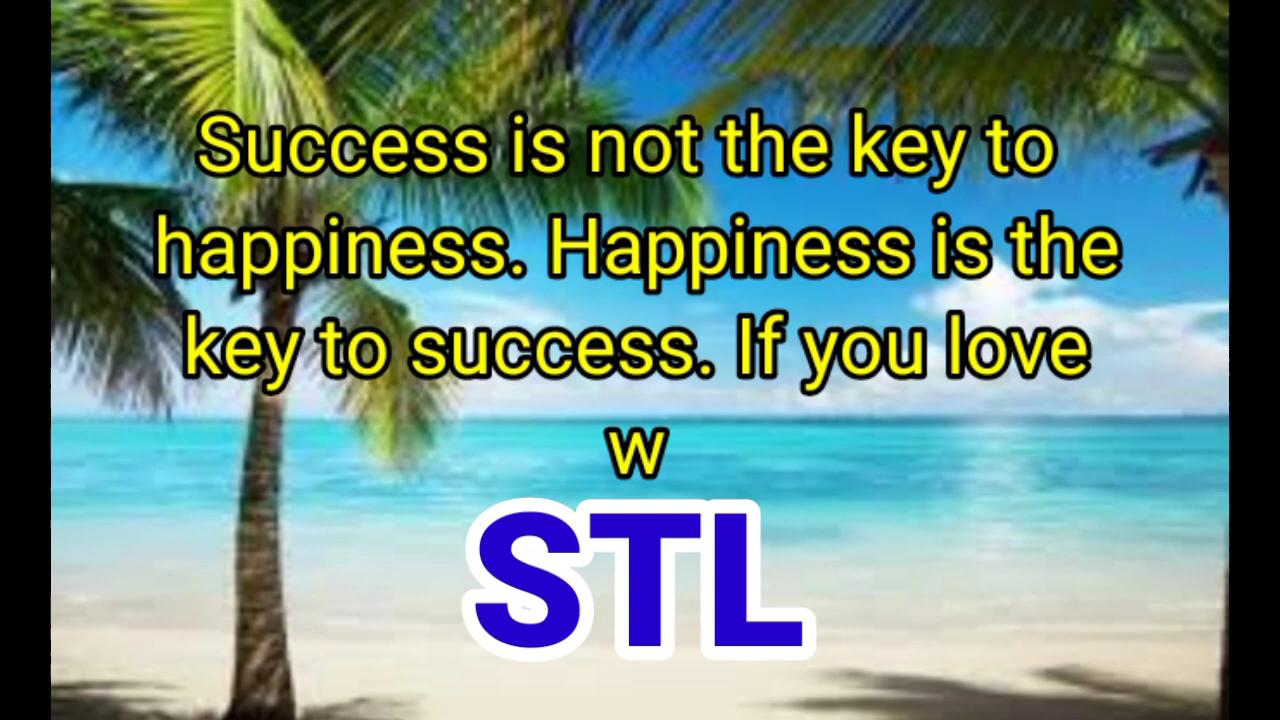 Success is not the key to
happiness. Happiness is the
key to success. If you love
w
STL